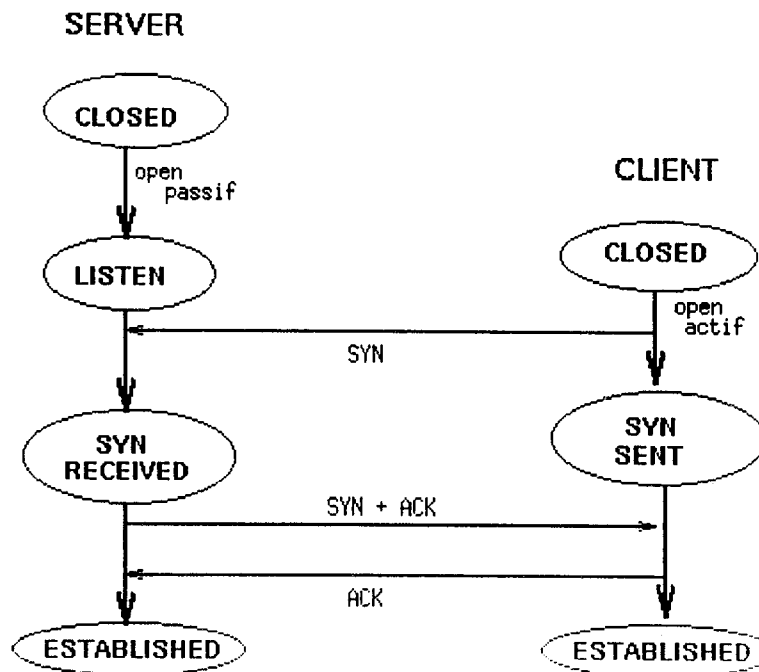 SERVER
CLOSED
open
passif
CLIENT
LISTEN
CLOSED
open
actif
SYN
SYN
RECEIVED
SYN
SENT
SYN + ACK
ACK
ESTABLISHED
ESTABLISHED